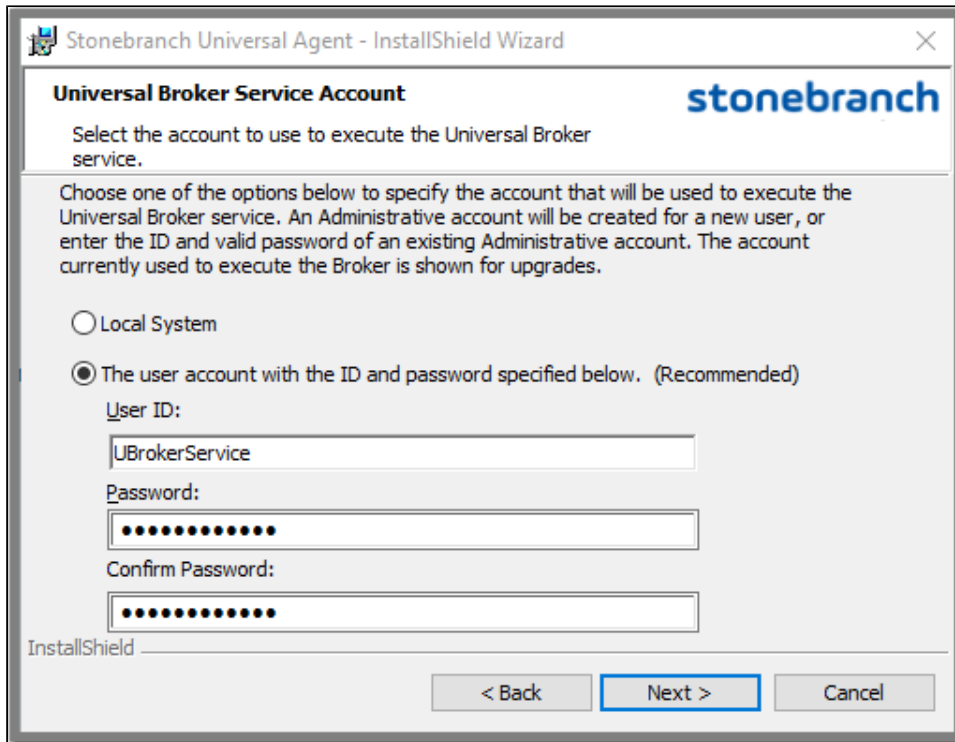 Stonebranch Universal Agent - InstallShield Wizard
Universal Broker Service Account
stonebranch
Select the account to use to execute the Universal Broker
service.
Choose one of the options below to specify the account that will be used to execute the
Universal Broker service. An Administrative account will be created for a new user, or
enter the ID and valid password of an existing Administrative account. The account
currently used to execute the Broker is shown for upgrades.
Local System
The user account with the ID and password specified below. (Recommended)
User ID:
UBrokerService
Password:
●●●●●●●●●●●●
Confirm Password:
●●●●●●●●●●●●
InstallShield
< Back
Next >
Cancel